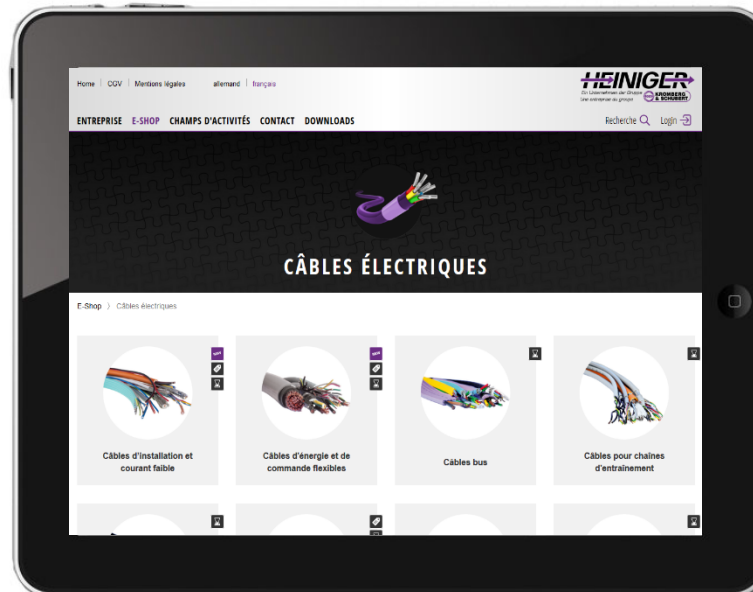 Home CGV Mentions légales allemand français
HEINIGER
Ein Unternehmen der Gruppe
Une entreprise du groupe
KROMBERG
& SCHUBERT
ENTREPRISE E-SHOP CHAMPS D'ACTIVITÉS CONTACT DOWNLOADS
Recherche Login
CÂBLES ÉLECTRIQUES
E-Shop > Câbles électriques
NEW
NEW
Câbles d'installation et
courant faible
Câbles d'énergie et de
commande flexibles
Câbles bus
Câbles pour chaînes
d'entraînement